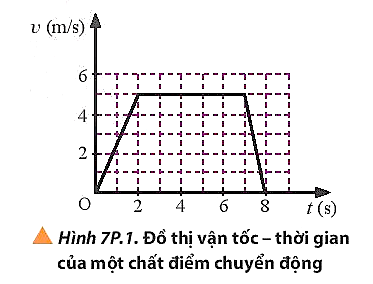 v (m/s)
6
4
2
O
2
4
6
8
t (s)
Hình 7P.1. Đồ thị vận tốc – thời gian
của một chất điểm chuyển động